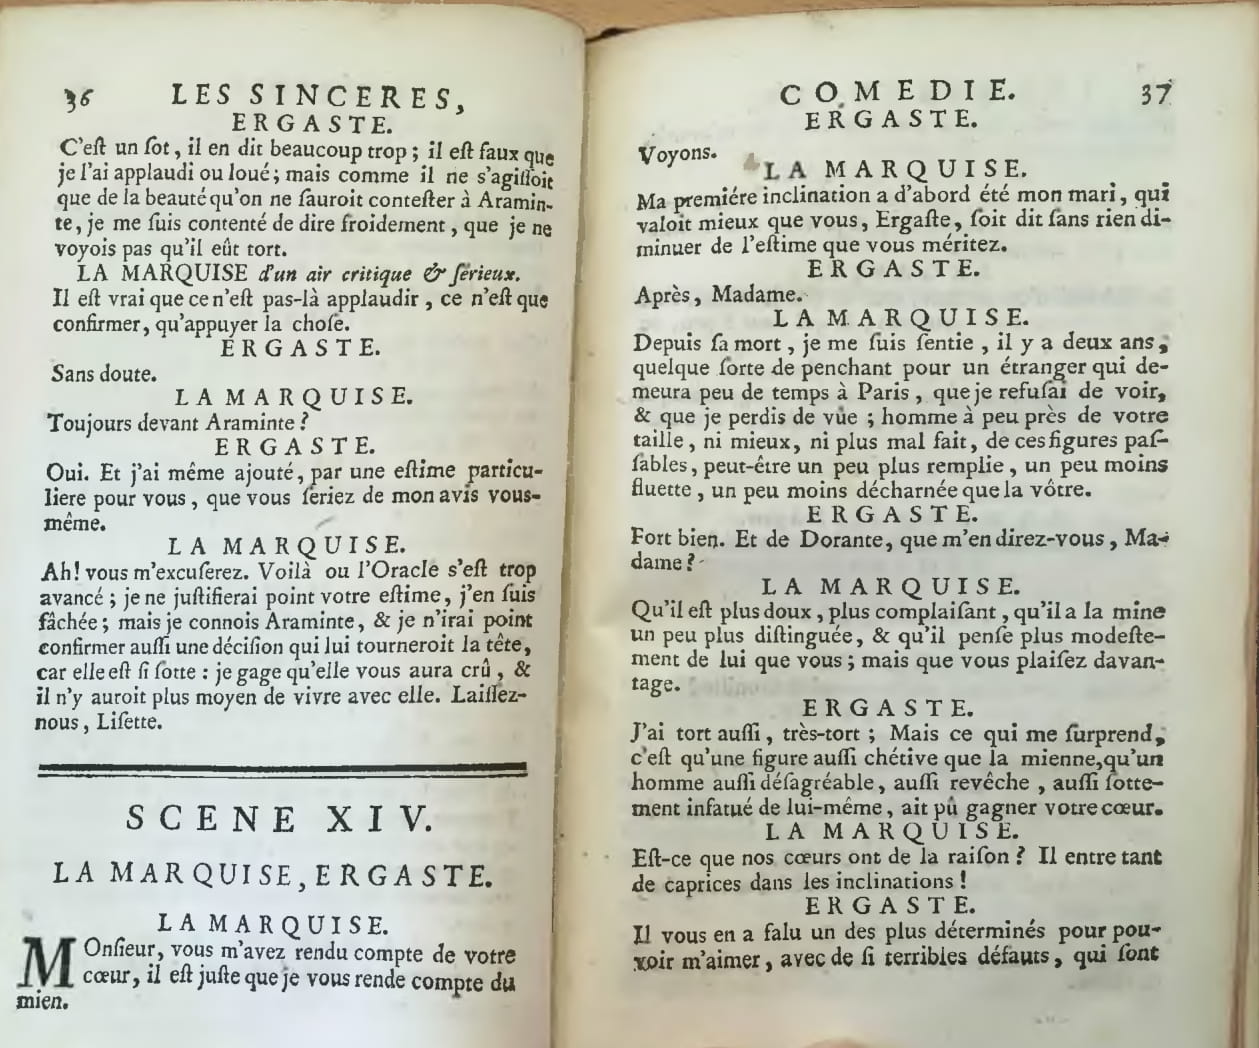 36 LES SINCERES,
ERGASTE.
C'eſt un ſot, il en dit beaucoup trop ; il eſt faux que
je l'ai applaudi ou loué ; mais comme il ne s'agiſſoit
que de la beauté qu'on ne ſauroit conteſter à Aramin-
te, je me ſuis contenté de dire froidement, que je ne
voyois pas qu'il eût tort.
LA MARQUISE d'un air critique & ſérieux.
Il eſt vrai que ce n'eſt pas-là applaudir, ce n'eſt que
confirmer, qu'appuyer la choſe.
ERGASTE.
Sans doute.
LA MARQUISE.
Toujours devant Araminte ?
ERGASTE.
Oui. Et j'ai même ajouté, par une eſtime particu-
liere pour vous, que vous ſeriez de mon avis vous-
même.
LA MARQUISE.
Ah! vous m'excuſerez. Voilà ou l'Oracle s'eſt trop
avancé ; je ne juſtifierai point votre eſtime, j'en ſuis
fâchée ; mais je connois Araminte, & je n'irai point
confirmer auſſi une déciſion qui lui tourneroit la tête,
car elle eſt ſi ſotte : je gage qu'elle vous aura crû, &
il n'y auroit plus moyen de vivre avec elle. Laiſſez-
nous, Liſette.
SCENE XIV.
LA MARQUISE, ERGASTE.
LA MARQUISE.
MOnſieur, vous m'avez rendu compte de votre
cœur, il eſt juſte que je vous rende compte du
mien.
COMEDIE. 37
ERGASTE.
Voyons.
LA MARQUISE.
Ma premiére inclination a d'abord été mon mari, qui
valoit mieux que vous, Ergaſte, ſoit dit ſans rien di-
minuer de l'eſtime que vous méritez.
ERGASTE.
Après, Madame.
LA MARQUISE.
Depuis ſa mort, je me ſuis ſentie, il y a deux ans,
quelque ſorte de penchant pour un étranger qui de-
meura peu de temps à Paris, que je refuſai de voir,
& que je perdis de vûe ; homme à peu près de votre
taille, ni mieux, ni plus mal fait, de ces figures paſ-
ſables, peut-être un peu plus remplie, un peu moins
fluette, un peu moins décharnée que la vôtre.
ERGASTE.
Fort bien. Et de Dorante, que m'en direz-vous, Ma-
dame ?
LA MARQUISE.
Qu'il eſt plus doux, plus complaiſant, qu'il a la mine
un peu plus diſtinguée, & qu'il penſe plus modeſte-
ment de lui que vous ; mais que vous plaiſez davan-
tage.
ERGASTE.
J'ai tort auſſi, très-tort ; Mais ce qui me ſurprend,
c'eſt qu'une figure auſſi chétive que la mienne, qu'un
homme auſſi déſagréable, auſſi revêche, auſſi ſotte-
ment infatué de lui-même, ait pû gagner votre cœur.
LA MARQUISE.
Eſt-ce que nos cœurs ont de la raiſon ? Il entre tant
de caprices dans les inclinations !
ERGASTE.
Il vous en a falu un des plus déterminés pour pou-
voir m'aimer, avec de ſi terribles défauts, qui ſont